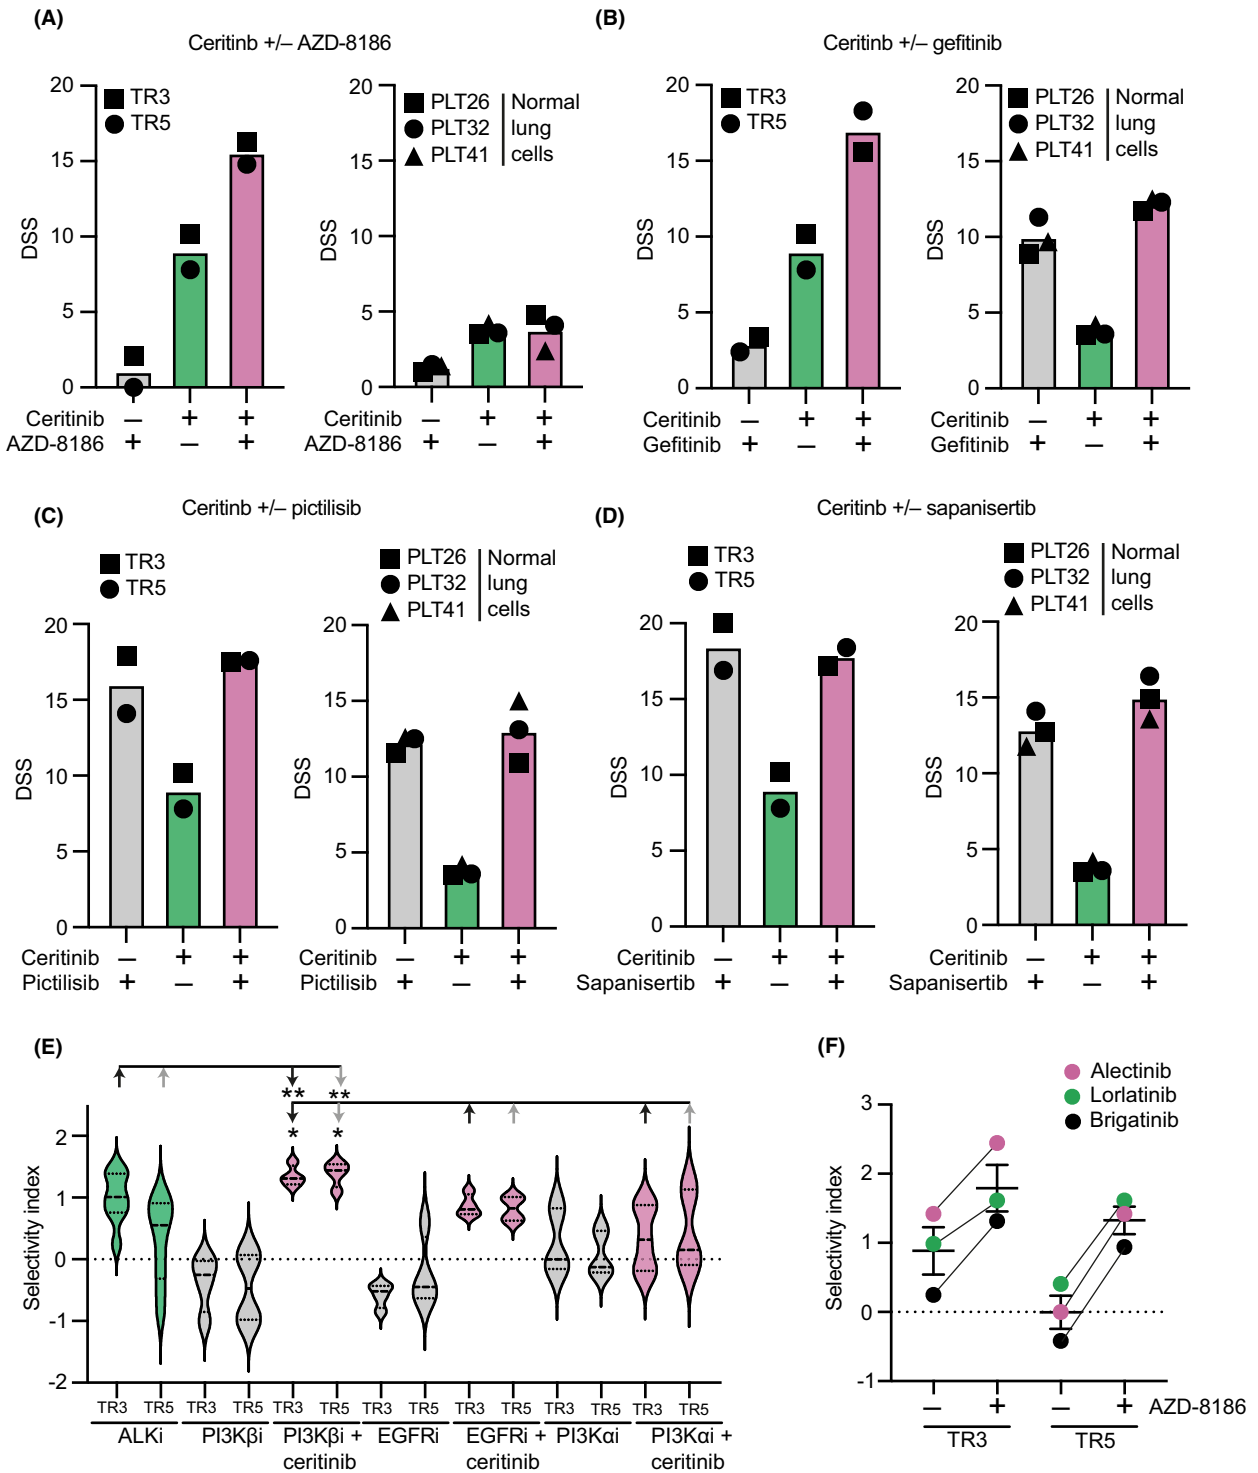 (A)
Ceritinb +/– AZD-8186
DSS
20
15
10
5
0
TR3
TR5
Ceritinib – + +
AZD-8186 + – +
DSS
20
15
10
5
0
PLT26
PLT32
PLT41
Normal
lung
cells
Ceritinib – + +
AZD-8186 + – +
(B)
Ceritinb +/– gefitinib
DSS
20
15
10
5
0
TR3
TR5
Ceritinib – + +
Gefitinib + – +
DSS
20
15
10
5
0
PLT26
PLT32
PLT41
Normal
lung
cells
Ceritinib – + +
Gefitinib + – +
(C)
Ceritinb +/– pictilisib
TR3
TR5
DSS
20
15
10
5
0
Ceritinib – + +
Pictilisib + – +
PLT26
PLT32
PLT41
Normal
lung
cells
DSS
20
15
10
5
0
Ceritinib – + +
Pictilisib + – +
(D)
Ceritinb +/– sapanisertib
TR3
TR5
DSS
20
15
10
5
0
Ceritinib – + +
Sapanisertib + – +
PLT26
PLT32
PLT41
Normal
lung
cells
DSS
20
15
10
5
0
Ceritinib – + +
Sapanisertib + – +
(E)
Selectivity index
2
1
0
-1
-2
** **
* *
TR3 TR5 TR3 TR5 TR3 TR5 TR3 TR5 TR3 TR5 TR3 TR5 TR3 TR5
ALKi
PI3Kβi
PI3Kβi +
ceritinib
EGFRi
EGFRi +
ceritinib
PI3Kαi
PI3Kαi +
ceritinib
(F)
Alectinib
Lorlatinib
Brigatinib
Selectivity index
3
2
1
0
-1
– + – + AZD-8186
TR3 TR5